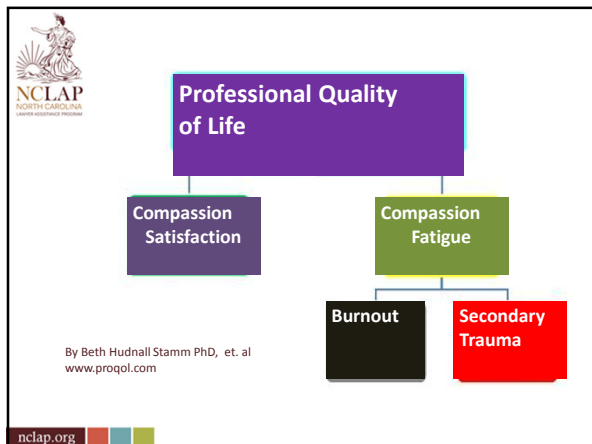 NCLAP
NORTH CAROLINA
LAWYER ASSISTANCE PROGRAM
Professional Quality
of Life
Compassion
Satisfaction
Compassion
Fatigue
Burnout
Secondary
Trauma
By Beth Hudnall Stamm PhD, et. al
www.proqol.com
nclap.org